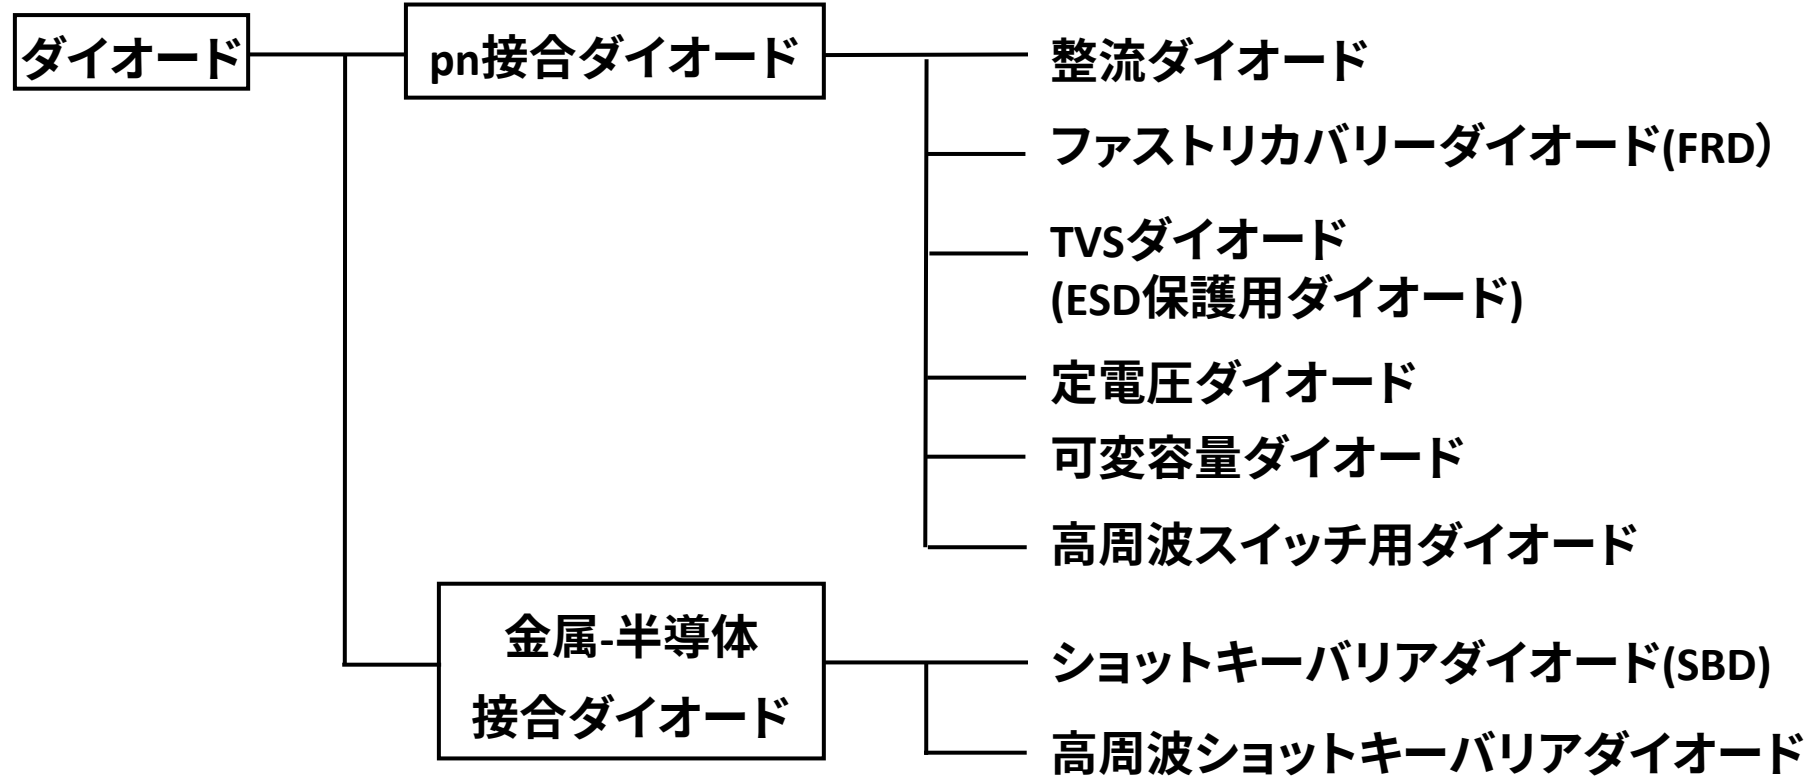 ダイオード
pn接合ダイオード
整流ダイオード
ファストリカバリーダイオード(FRD）
TVSダイオード
(ESD保護用ダイオード)
定電圧ダイオード
可変容量ダイオード
高周波スイッチ用ダイオード
金属-半導体
接合ダイオード
ショットキーバリアダイオード(SBD)
高周波ショットキーバリアダイオード